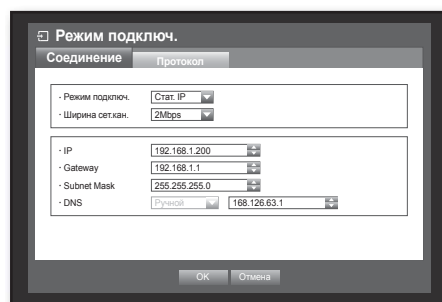 Режим подключ.
Соединение Протокол
· Режим подключ. Стат. IP
· Ширина сет.кан. 2Mbps
· IP 192.168.1.200
· Gateway 192.168.1.1
· Subnet Mask 255.255.255.0
· DNS Ручной 168.126.63.1
OK Отмена